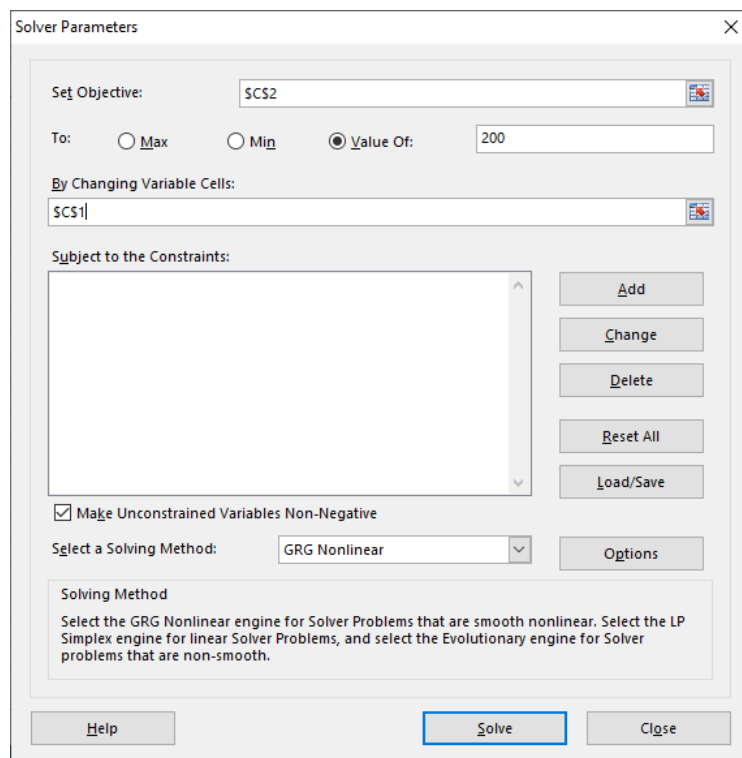 Solver Parameters
Set Objective: $C$2
To: Max Min Value Of: 200
By Changing Variable Cells:
$C$1
Subject to the Constraints:
Add
Change
Delete
Reset All
Load/Save
Make Unconstrained Variables Non-Negative
Select a Solving Method: GRG Nonlinear Options
Solving Method
Select the GRG Nonlinear engine for Solver Problems that are smooth nonlinear. Select the LP
Simplex engine for linear Solver Problems, and select the Evolutionary engine for Solver
problems that are non-smooth.
Help Solve Close